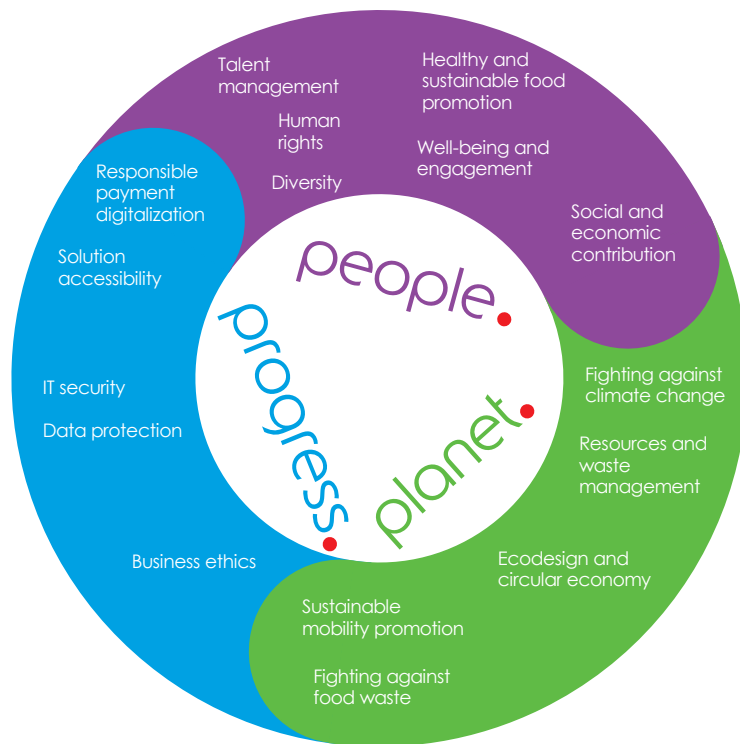 Talent
management
Healthy and
sustainable food
promotion
Human
rights
Well-being and
engagement
Diversity
Social and
economic
contribution
Responsible
payment
digitalization
Solution
accessibility
IT security
Data protection
Business ethics
people.
progress.
planet.
Fighting against
climate change
Resources and
waste
management
Ecodesign and
circular economy
Sustainable
mobility promotion
Fighting against
food waste